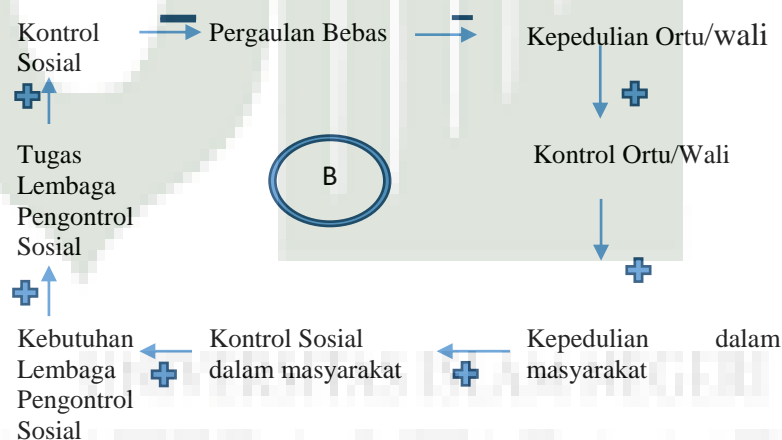 Kontrol
Sosial
Pergaulan Bebas
Kepedulian Ortu/wali
Tugas
Lembaga
Pengontrol
Sosial
B
Kontrol Ortu/Wali
Kebutuhan
Lembaga
Pengontrol
Sosial
Kontrol Sosial
dalam masyarakat
Kepedulian dalam
masyarakat